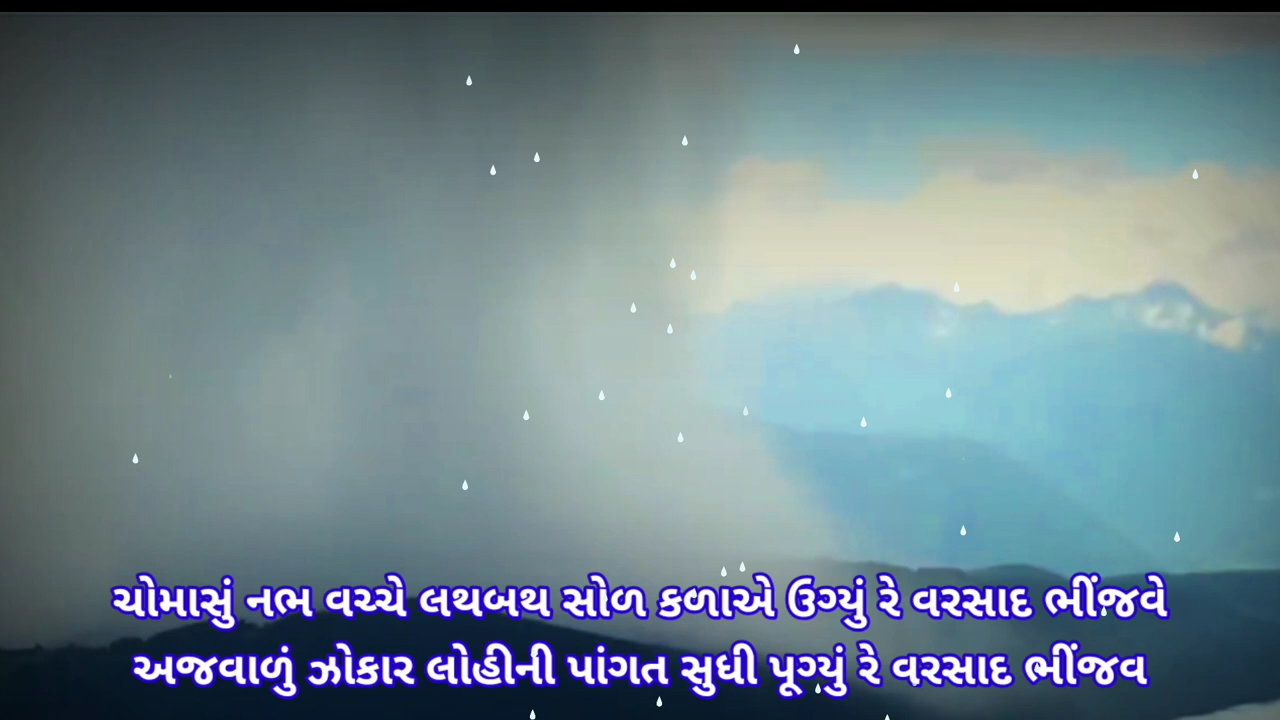 ચોમાસું નભ વચ્ચે લથબથ સોળ કળાએ ઉગ્યું રે વરસાદ ભીંજવે
અજવાળું ઝોકાર લોહીની પાંગત સુધી પૂગ્યું રે વરસાદ ભીંજવ